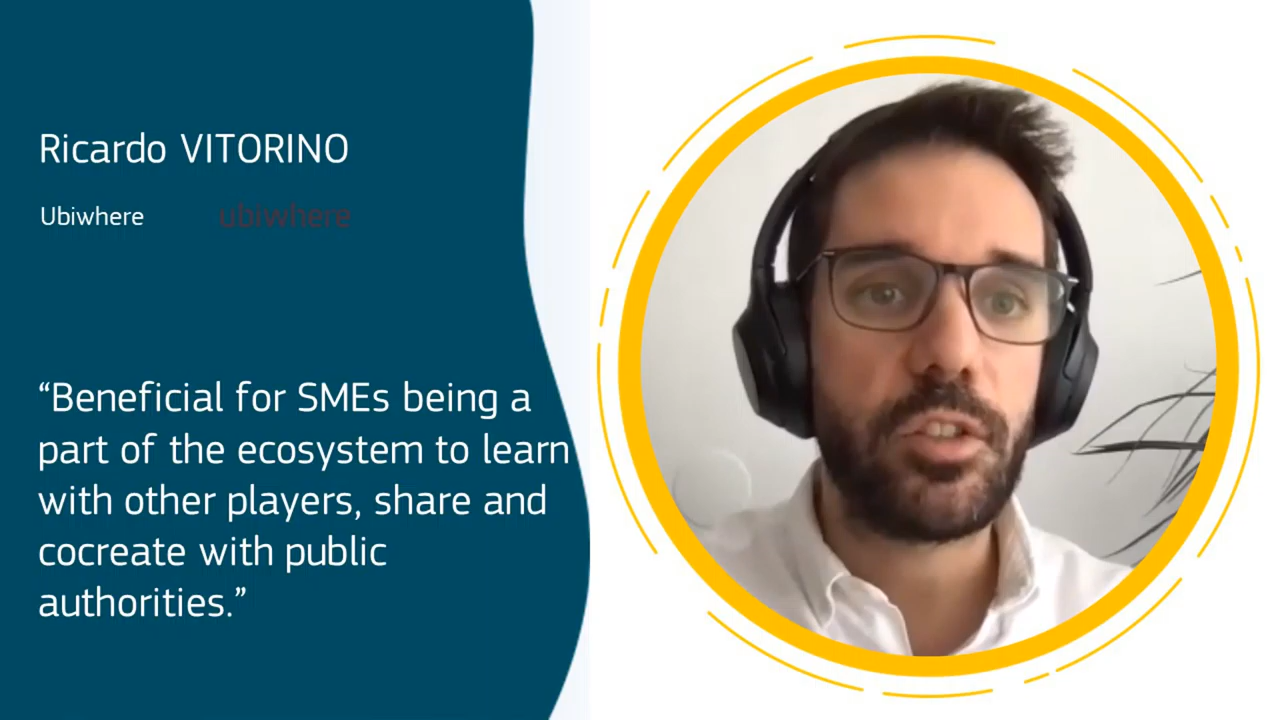 Ricardo VITORINO
Ubiwhere ubiwhere
“Beneficial for SMEs being a
part of the ecosystem to learn
with other players, share and
cocreate with public
authorities.”